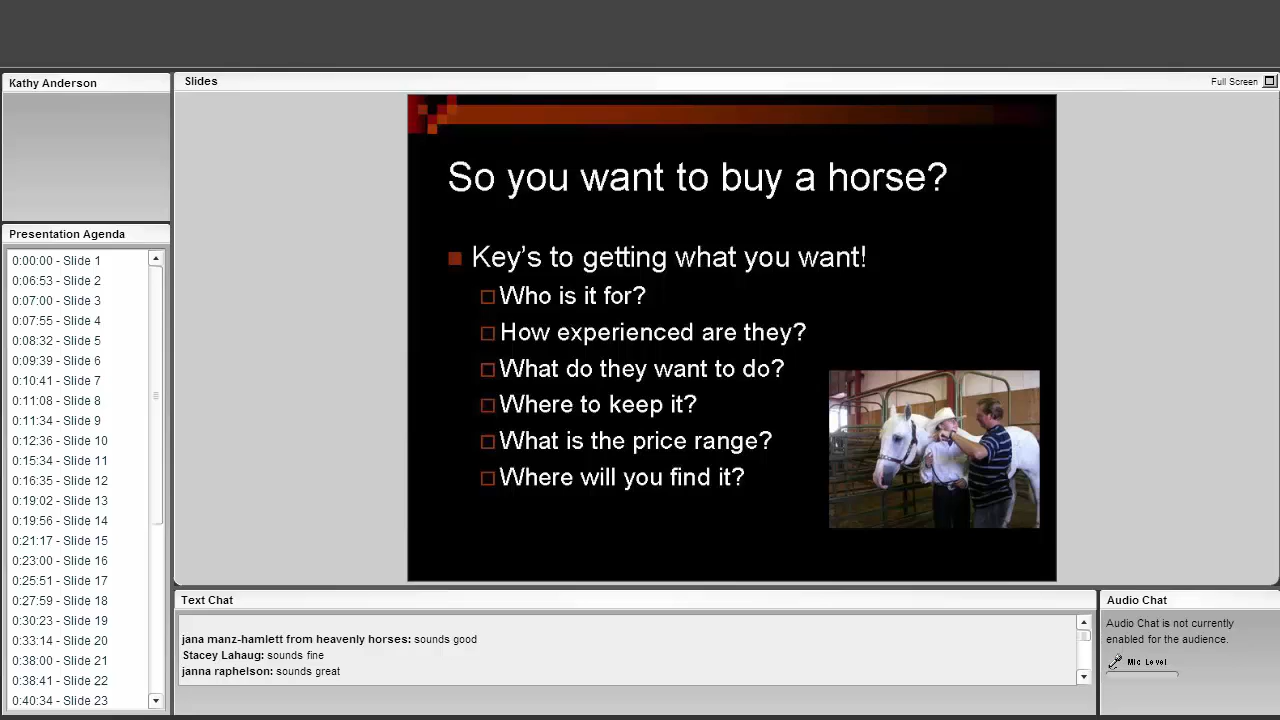 Kathy Anderson
Slides
Full Screen
So you want to buy a horse?
Key's to getting what you want!
Who is it for?
How experienced are they?
What do they want to do?
Where to keep it?
What is the price range?
Where will you find it?
Presentation Agenda
0:00:00 - Slide 1
0:06:53 - Slide 2
0:07:00 - Slide 3
0:07:55 - Slide 4
0:08:32 - Slide 5
0:09:39 - Slide 6
0:10:41 - Slide 7
0:11:08 - Slide 8
0:11:34 - Slide 9
0:12:36 - Slide 10
0:15:34 - Slide 11
0:16:35 - Slide 12
0:19:02 - Slide 13
0:19:56 - Slide 14
0:21:17 - Slide 15
0:23:00 - Slide 16
0:25:51 - Slide 17
0:27:59 - Slide 18
0:30:23 - Slide 19
0:33:14 - Slide 20
0:38:00 - Slide 21
0:38:41 - Slide 22
0:40:34 - Slide 23
Text Chat
jana manz-hamlett from heavenly horses: sounds good
Stacey Lahaug: sounds fine
janna raphelson: sounds great
Audio Chat
Audio Chat is not currently
enabled for the audience.
Mic Level